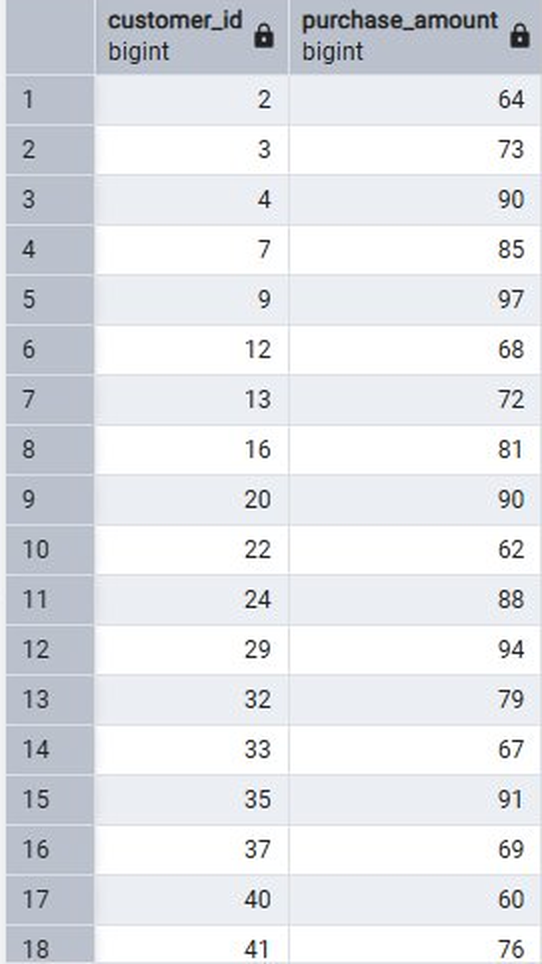 customer_id purchase_amount
bigint bigint
1 2 64
2 3 73
3 4 90
4 7 85
5 9 97
6 12 68
7 13 72
8 16 81
9 20 90
10 22 62
11 24 88
12 29 94
13 32 79
14 33 67
15 35 91
16 37 69
17 40 60
18 41 76